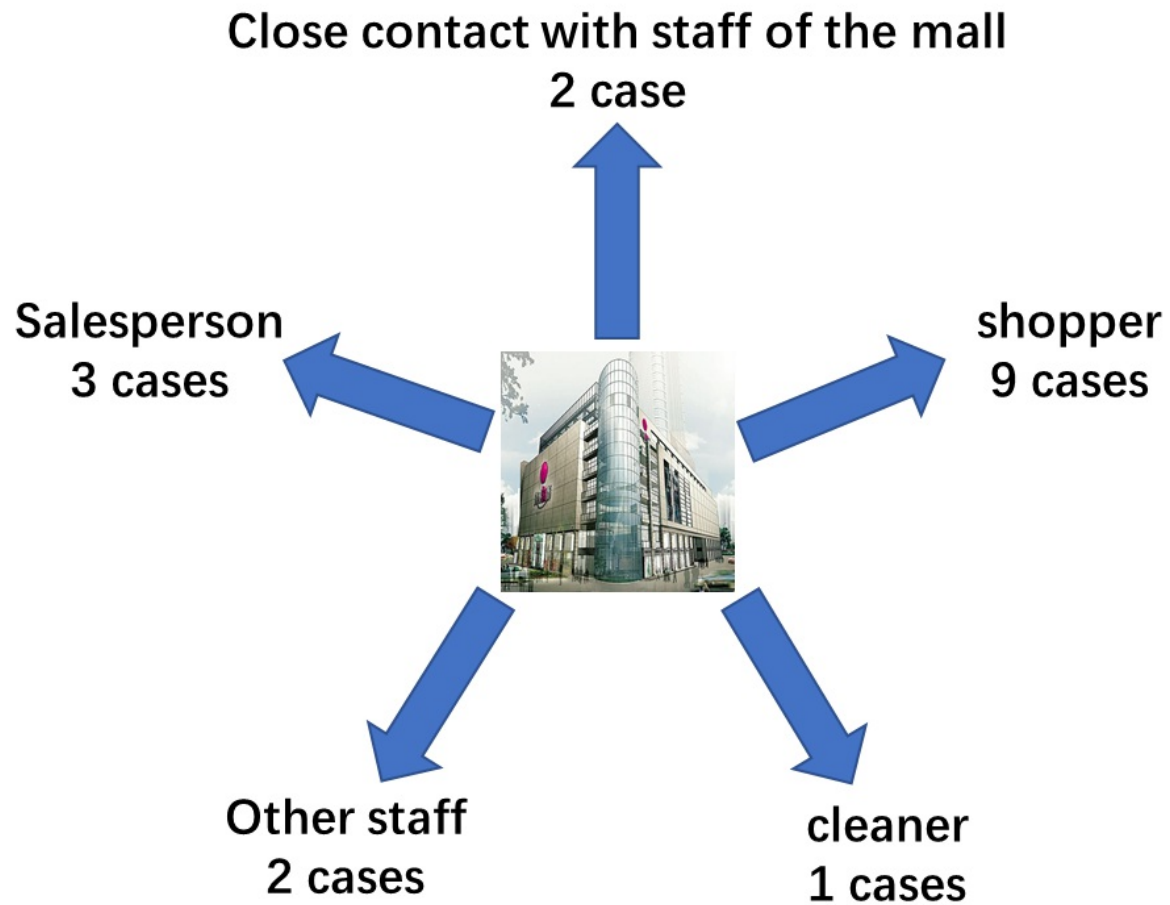 Close contact with staff of the mall
2 case
Salesperson
3 cases
shopper
9 cases
Other staff
2 cases
cleaner
1 cases